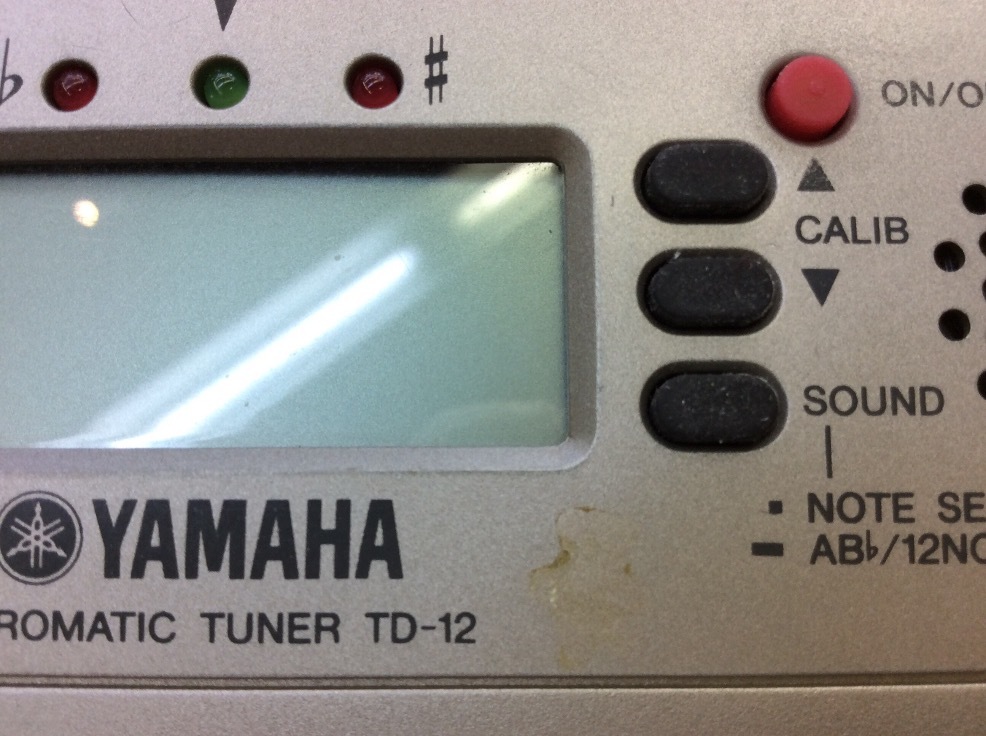 ♭ ♯
ON/O
CALIB
SOUND
NOTE SE
AB♭/12NO
YAMAHA
ROMATIC TUNER TD-12